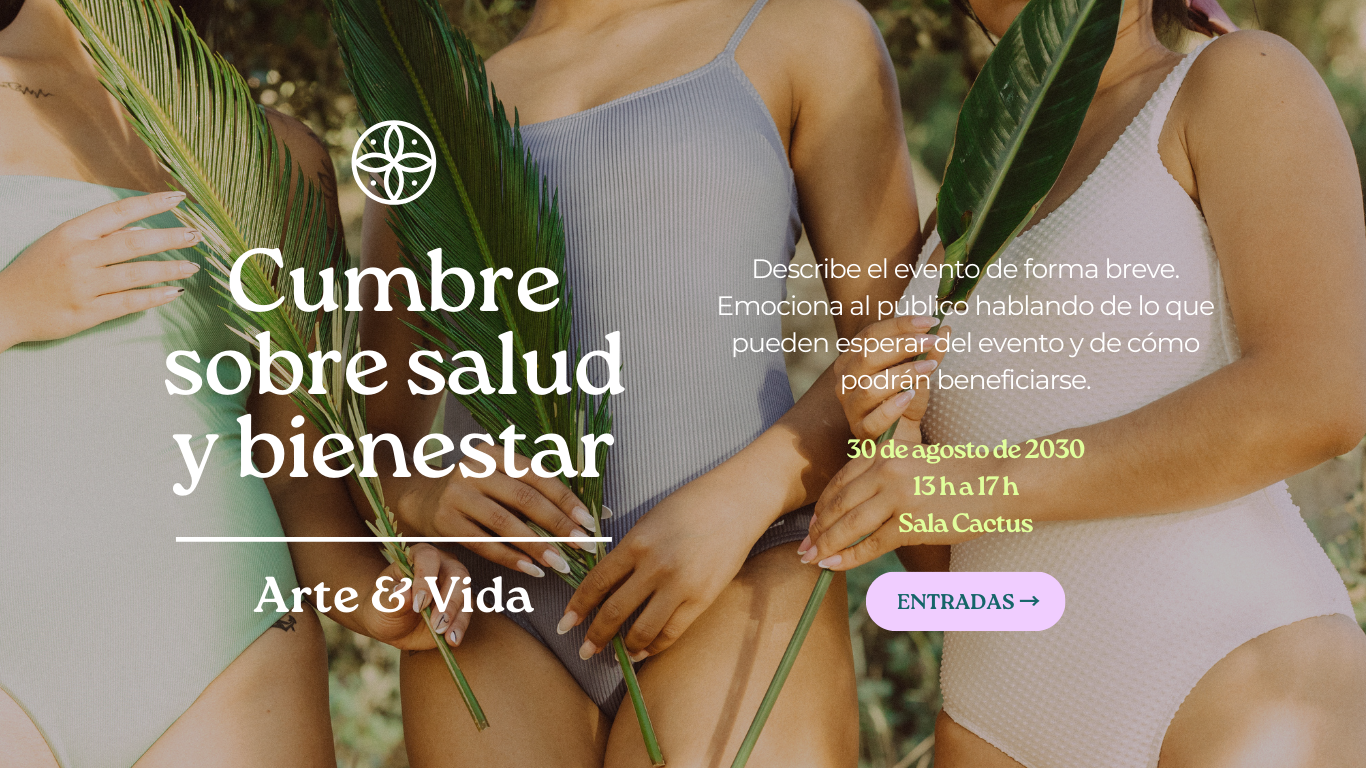 Cumbre
sobre salud
y bienestar
Arte & Vida
Describe el evento de forma breve.
Emociona al público hablando de lo que
pueden esperar del evento y de cómo
podrán beneficiarse.
30 de agosto de 2030
13 h a 17 h
Sala Cactus
ENTRADAS →